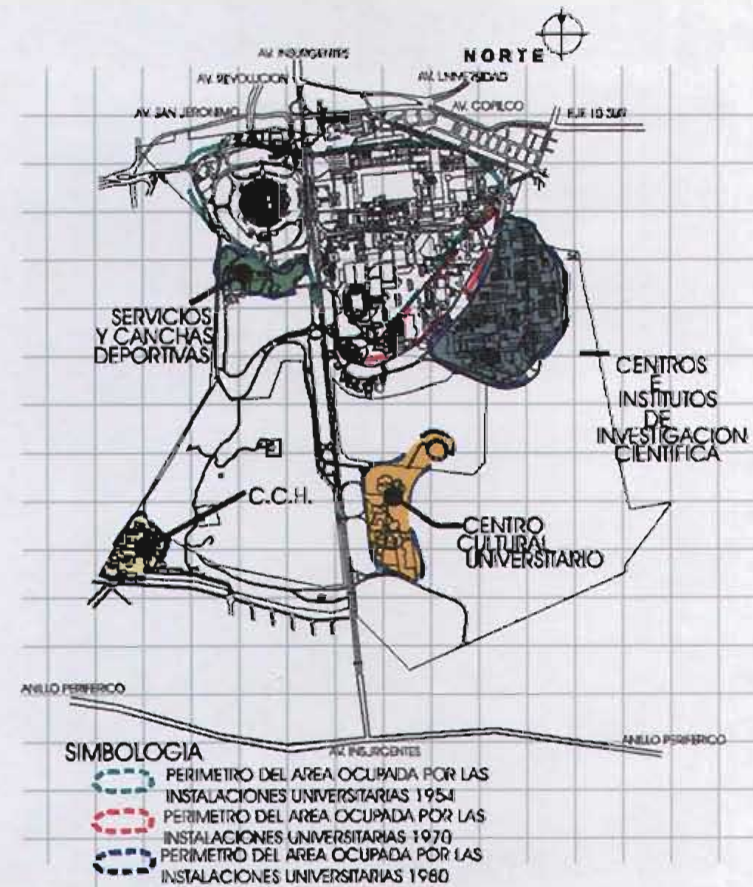 AV. INSURGENTES
NORTE
AV. REVOLUCION
AV. UNIVERSIDAD
AV. SAN JERONIMO
AV. COPILCO
EJE 10 SUR
SERVICIOS
Y CANCHAS
DEPORTIVAS
CENTROS
E
INSTITUTOS
DE
INVESTIGACION
CIENTIFICA
C.C.H.
CENTRO
CULTURAL
UNIVERSITARIO
ANILLO PERIFERICO
ANILLO PERIFERICO
AV. INSURGENTES
SIMBOLOGIA
PERIMETRO DEL AREA OCUPADA POR LAS
INSTALACIONES UNIVERSITARIAS 1954
PERIMETRO DEL AREA OCUPADA POR LAS
INSTALACIONES UNIVERSITARIAS 1970
PERIMETRO DEL AREA OCUPADA POR LAS
INSTALACIONES UNIVERSITARIAS 1980